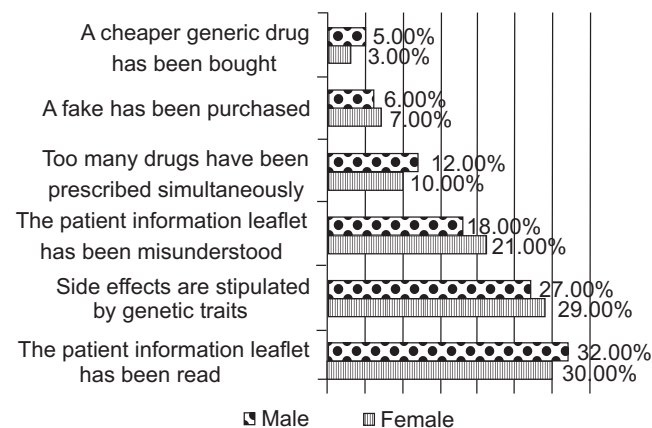 A cheaper generic drug
has been bought
5.00%
3.00%
A fake has been purchased
6.00%
7.00%
Too many drugs have been
prescribed simultaneously
12.00%
10.00%
The patient information leaflet
has been misunderstood
18.00%
21.00%
Side effects are stipulated
by genetic traits
27.00%
29.00%
The patient information leaflet
has been read
32.00%
30.00%
Male Female